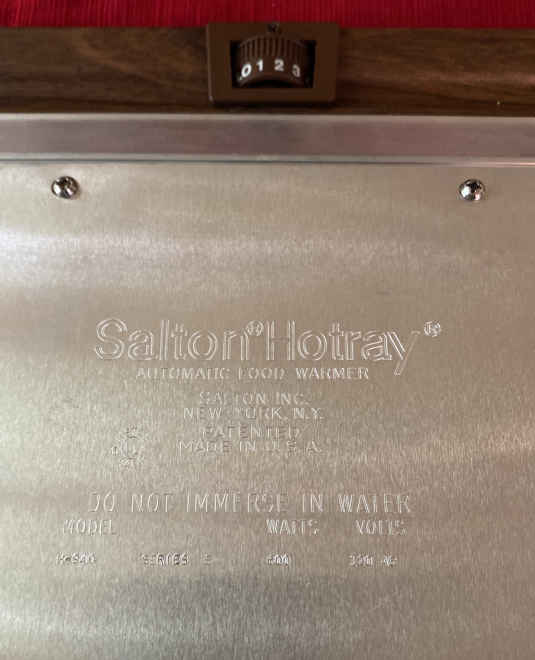 0 1 2 3
Salton® Hotray®
AUTOMATIC FOOD WARMER
SALTON INC.
NEW YORK, N.Y.
PATENTED
MADE IN U.S.A.
DO NOT IMMERSE IN WATER
MODEL WATTS VOLTS
SERIES